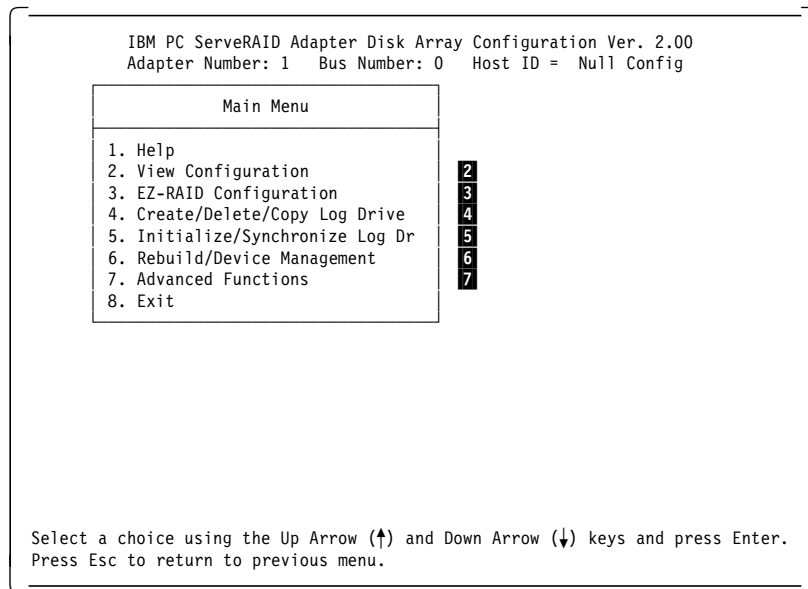 IBM PC ServeRAID Adapter Disk Array Configuration Ver. 2.00
Adapter Number: 1 Bus Number: 0 Host ID = Null Config
Main Menu
1. Help
2. View Configuration 2
3. EZ-RAID Configuration 3
4. Create/Delete/Copy Log Drive 4
5. Initialize/Synchronize Log Dr 5
6. Rebuild/Device Management 6
7. Advanced Functions 7
8. Exit
Select a choice using the Up Arrow (↑) and Down Arrow (↓) keys and press Enter.
Press Esc to return to previous menu.